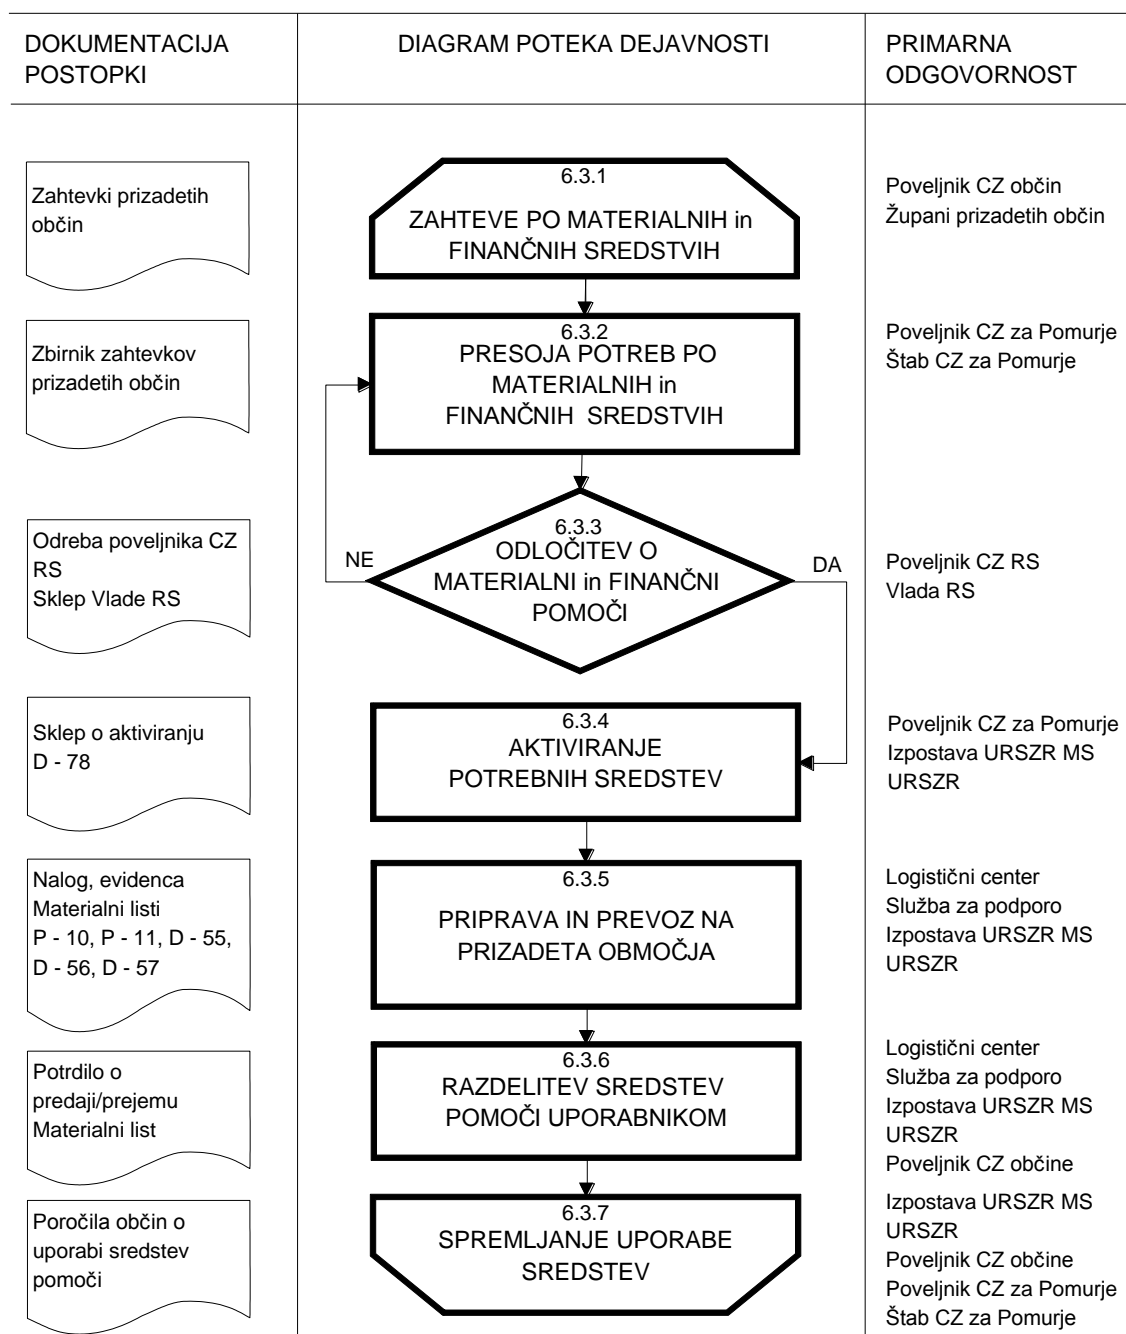 DOKUMENTACIJA
POSTOPKI
DIAGRAM POTEKA DEJAVNOSTI
PRIMARNA
ODGOVORNOST
Zahtevki prizadetih
občin
6.3.1
ZAHTEVE PO MATERIALNIH in
FINANČNIH SREDSTVIH
Poveljnik CZ občin
Župani prizadetih občin
Zbirnik zahtevkov
prizadetih občin
6.3.2
PRESOJA POTREB PO
MATERIALNIH in
FINANČNIH SREDSTVIH
Poveljnik CZ za Pomurje
Štab CZ za Pomurje
Odreba poveljnika CZ
RS
Sklep Vlade RS
NE
6.3.3
ODLOČITEV O
MATERIALNI in FINANČNI
POMOČI
DA
Poveljnik CZ RS
Vlada RS
Sklep o aktiviranju
D - 78
6.3.4
AKTIVIRANJE
POTREBNIH SREDSTEV
Poveljnik CZ za Pomurje
Izpostava URSZR MS
URSZR
Nalog, evidenca
Materialni listi
P - 10, P - 11, D - 55,
D - 56, D - 57
6.3.5
PRIPRAVA IN PREVOZ NA
PRIZADETA OBMOČJA
Logistični center
Služba za podporo
Izpostava URSZR MS
URSZR
Potrdilo o
predaji/prejemu
Materialni list
6.3.6
RAZDELITEV SREDSTEV
POMOČI UPORABNIKOM
Logistični center
Služba za podporo
Izpostava URSZR MS
URSZR
Poveljnik CZ občine
Poročila občin o
uporabi sredstev
pomoči
6.3.7
SPREMLJANJE UPORABE
SREDSTEV
Izpostava URSZR MS
URSZR
Poveljnik CZ občine
Poveljnik CZ za Pomurje
Štab CZ za Pomurje